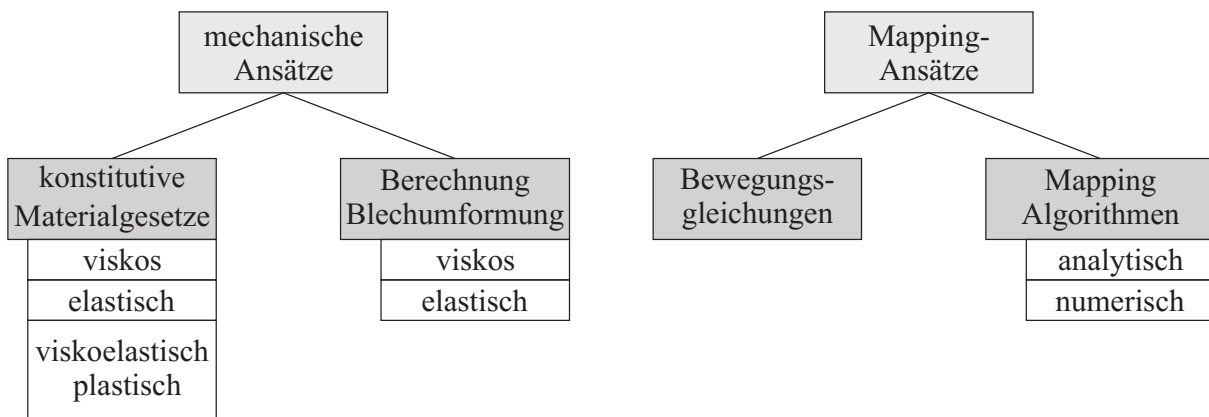 mechanische
Ansätze
Mapping-
Ansätze
konstitutive
Materialgesetze
Berechnung
Blechumformung
Bewegungs-
gleichungen
Mapping
Algorithmen
viskos
elastisch
viskoelastisch
plastisch
viskos
elastisch
analytisch
numerisch